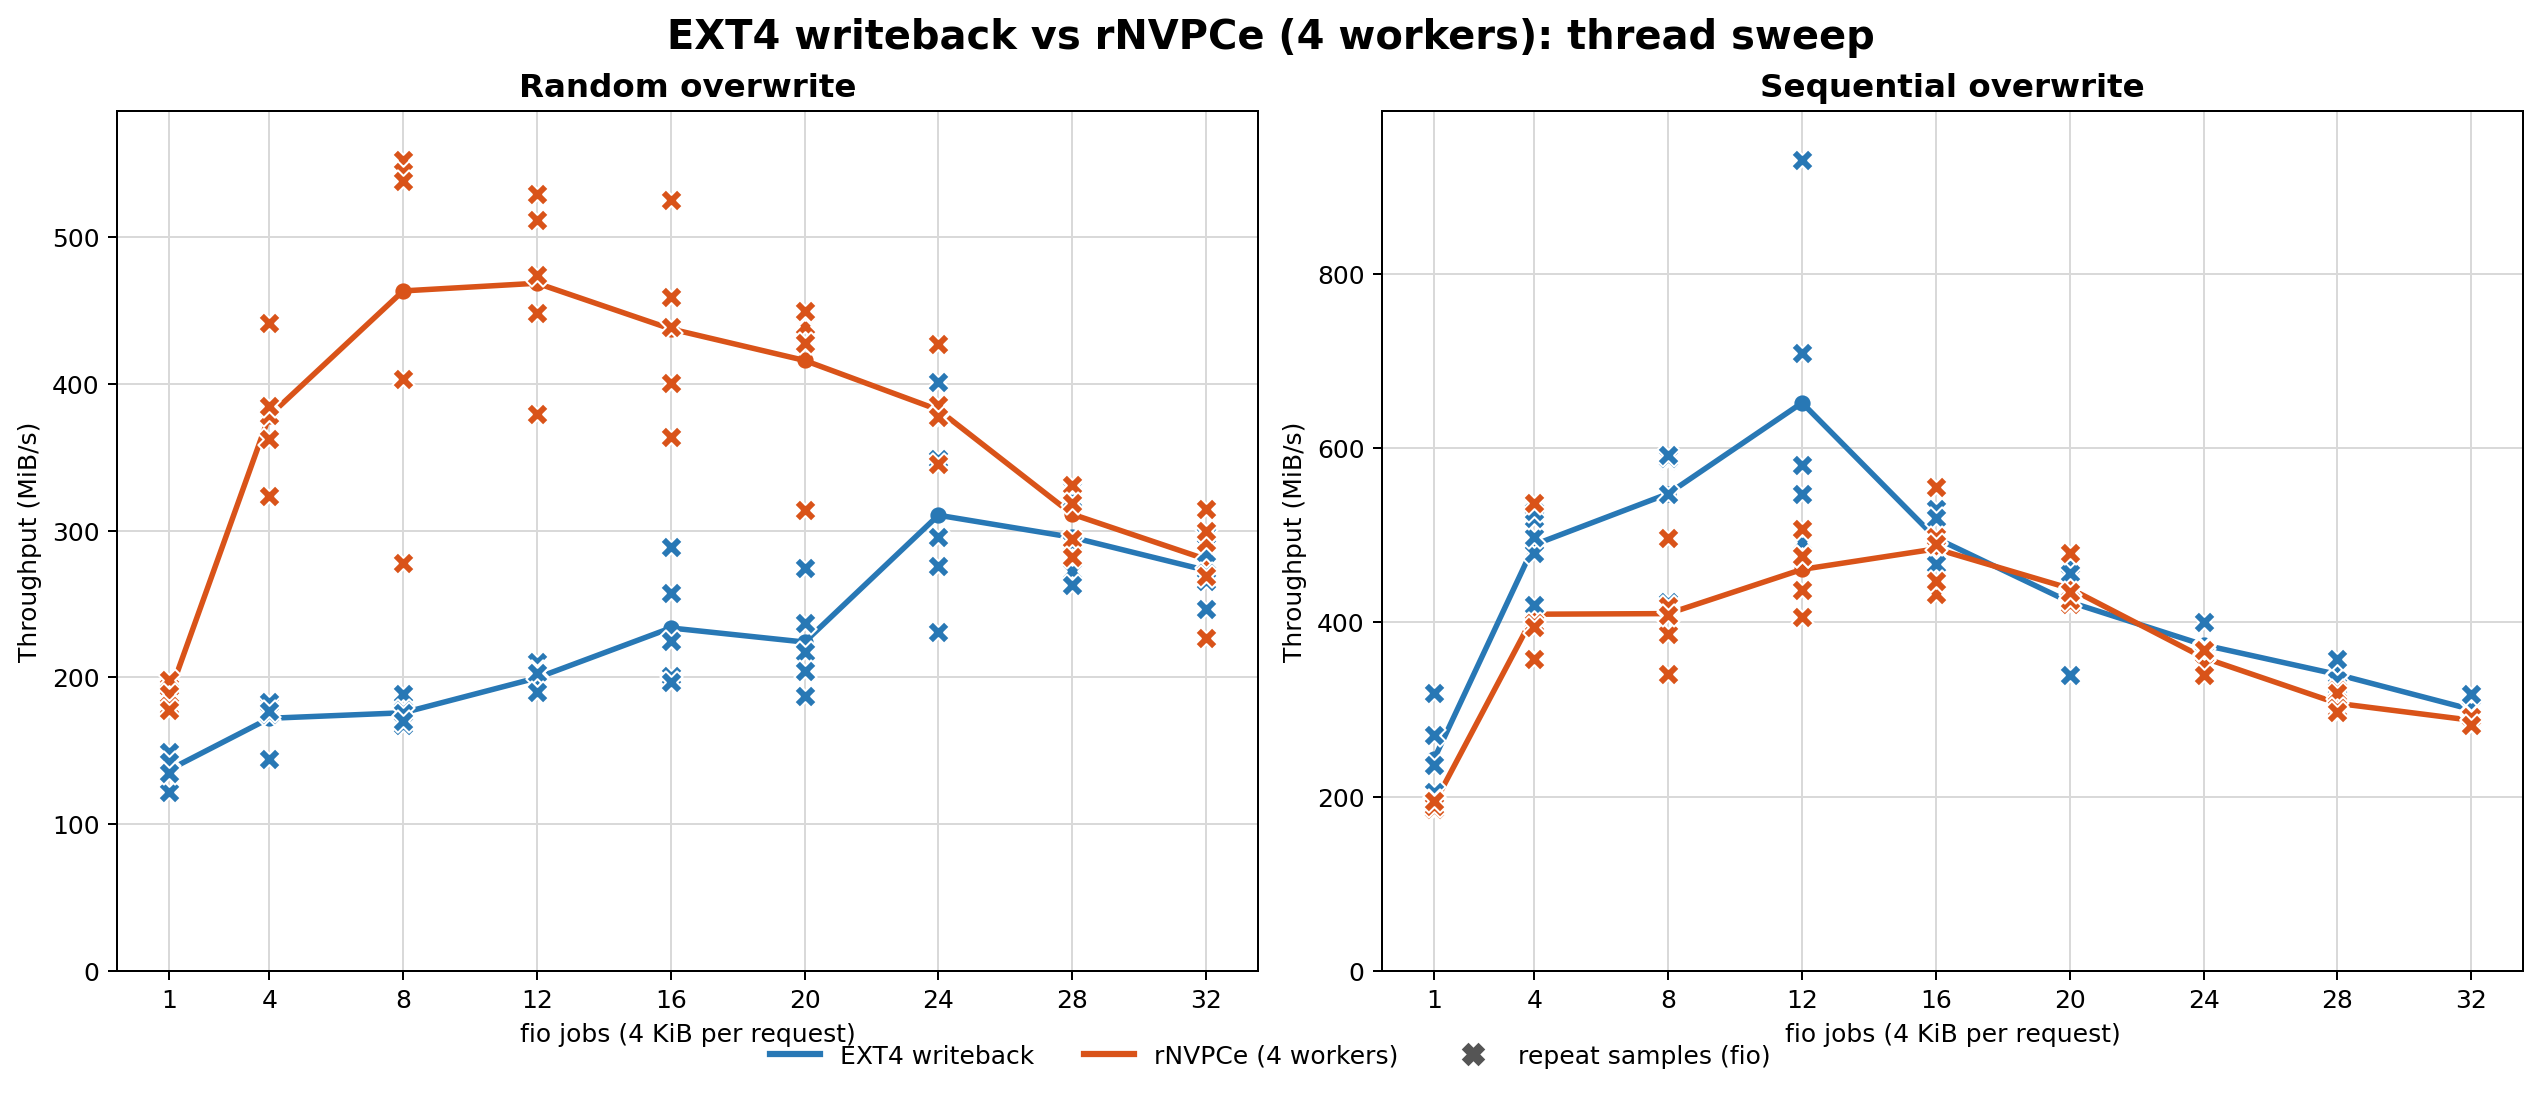 EXT4 writeback vs rNVPCe (4 workers): thread sweep
Random overwrite
Throughput (MiB/s)
500
400
300
200
100
0
1 4 8 12 16 20 24 28 32
fio jobs (4 KiB per request)
Sequential overwrite
Throughput (MiB/s)
800
600
400
200
0
1 4 8 12 16 20 24 28 32
fio jobs (4 KiB per request)
EXT4 writeback rNVPCe (4 workers) repeat samples (fio)